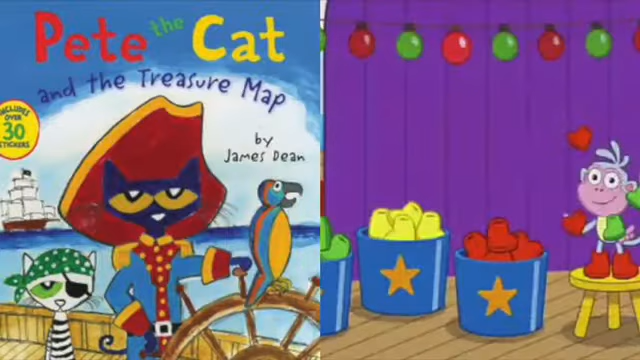 Pete the Cat
and the Treasure Map
by
James Dean
INCLUDES
OVER
30
STICKERS